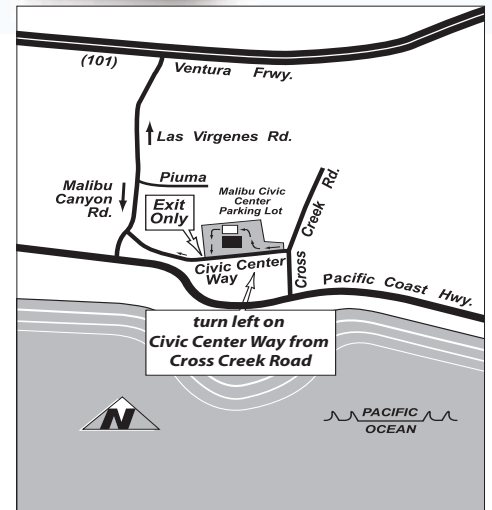 (101)
Ventura Frwy.
Las Virgenes Rd.
Piuma
Malibu
Canyon
Rd.
Exit
Only
Malibu Civic
Center
Parking Lot
Cross Creek Rd.
Civic Center
Way
Pacific Coast Hwy.
turn left on
Civic Center Way from
Cross Creek Road
N
PACIFIC
OCEAN